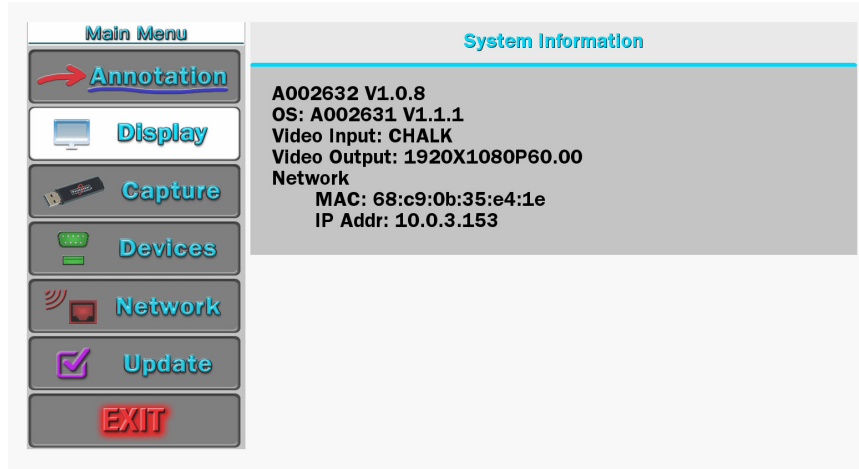 Main Menu
Annotation
Display
Capture
Devices
Network
Update
EXIT
System Information
A002632 V1.0.8
OS: A002631 V1.1.1
Video Input: CHALK
Video Output: 1920X1080P60.00
Network
MAC: 68:c9:0b:35:e4:1e
IP Addr: 10.0.3.153